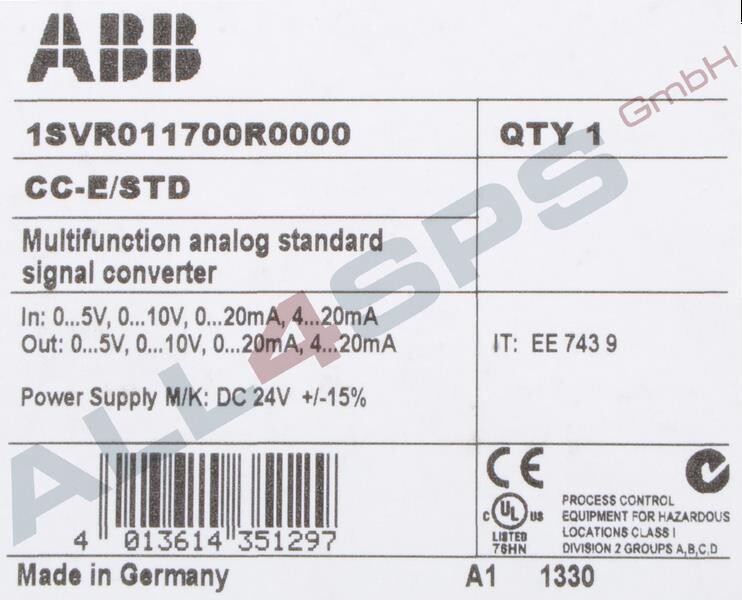 ABB
1SVR011700R0000
QTY 1
CC-E/STD
Multifunction analog standard
signal converter
In: 0...5V, 0...10V, 0...20mA, 4...20mA
Out: 0...5V, 0...10V, 0...20mA, 4...20mA
IT: EE 743 9
Power Supply M/K: DC 24V +/-15%
4 013614 351297
CE
C UL US
LISTED
76HN
PROCESS CONTROL
EQUIPMENT FOR HAZARDOUS
LOCATIONS CLASS I
DIVISION 2 GROUPS A,B,C,D
Made in Germany
A1 1330
ALL4SPS GmbH